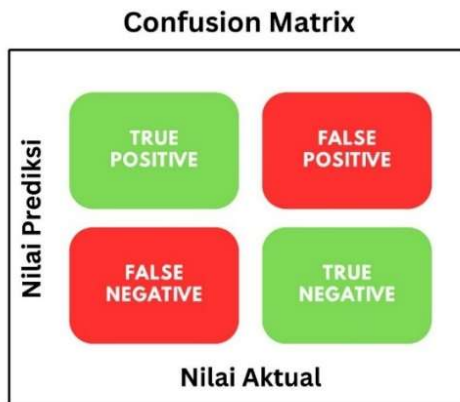 Confusion Matrix
Nilai Prediksi
TRUE
POSITIVE
FALSE
POSITIVE
FALSE
NEGATIVE
TRUE
NEGATIVE
Nilai Aktual